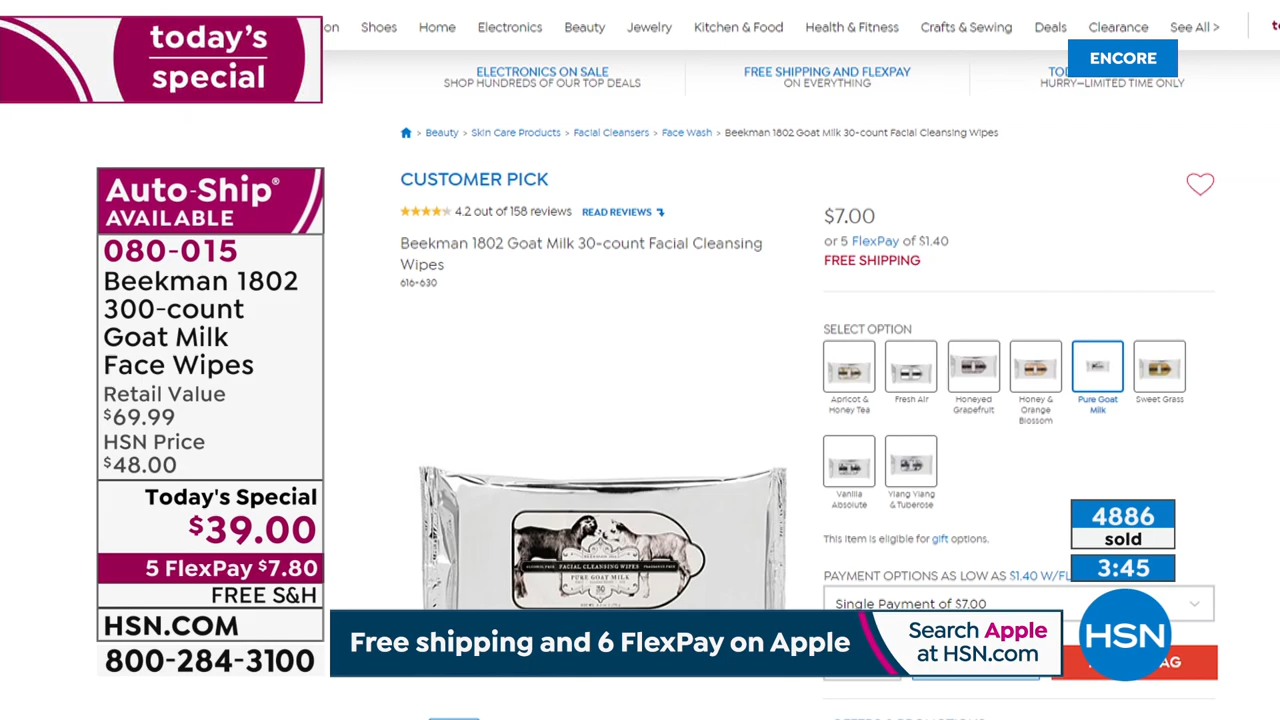 today's
special
on Shoes Home Electronics Beauty Jewelry Kitchen & Food Health & Fitness Crafts & Sewing Deals Clearance See All >
ENCORE
ELECTRONICS ON SALE
SHOP HUNDREDS OF OUR TOP DEALS
FREE SHIPPING AND FLEXPAY
ON EVERYTHING
HURRY—LIMITED TIME ONLY
> Beauty > Skin Care Products > Facial Cleansers > Face Wash > Beekman 1802 Goat Milk 30-count Facial Cleansing Wipes
Auto-Ship®
AVAILABLE
080-015
Beekman 1802
300-count
Goat Milk
Face Wipes
Retail Value
$69.99
HSN Price
$48.00
Today's Special
$39.00
5 FlexPay $7.80
FREE S&H
HSN.COM
800-284-3100
CUSTOMER PICK
4.2 out of 158 reviews READ REVIEWS
Beekman 1802 Goat Milk 30-count Facial Cleansing
Wipes
616-630
$7.00
or 5 FlexPay of $1.40
FREE SHIPPING
SELECT OPTION
Apricot &
Honey Tea
Fresh Air
Honeyed
Grapefruit
Honey &
Orange
Blossom
Pure Goat
Milk
Sweet Grass
Vanilla
Absolute
Ylang Ylang
& Tuberose
This item is eligible for gift options.
PAYMENT OPTIONS AS LOW AS $1.40 W/FL
Single Payment of $7.00
4886
sold
3:45
FACIAL CLEANSING WIPES
PURE GOAT MILK
30
Free shipping and 6 FlexPay on Apple
Search Apple
at HSN.com
HSN
AG